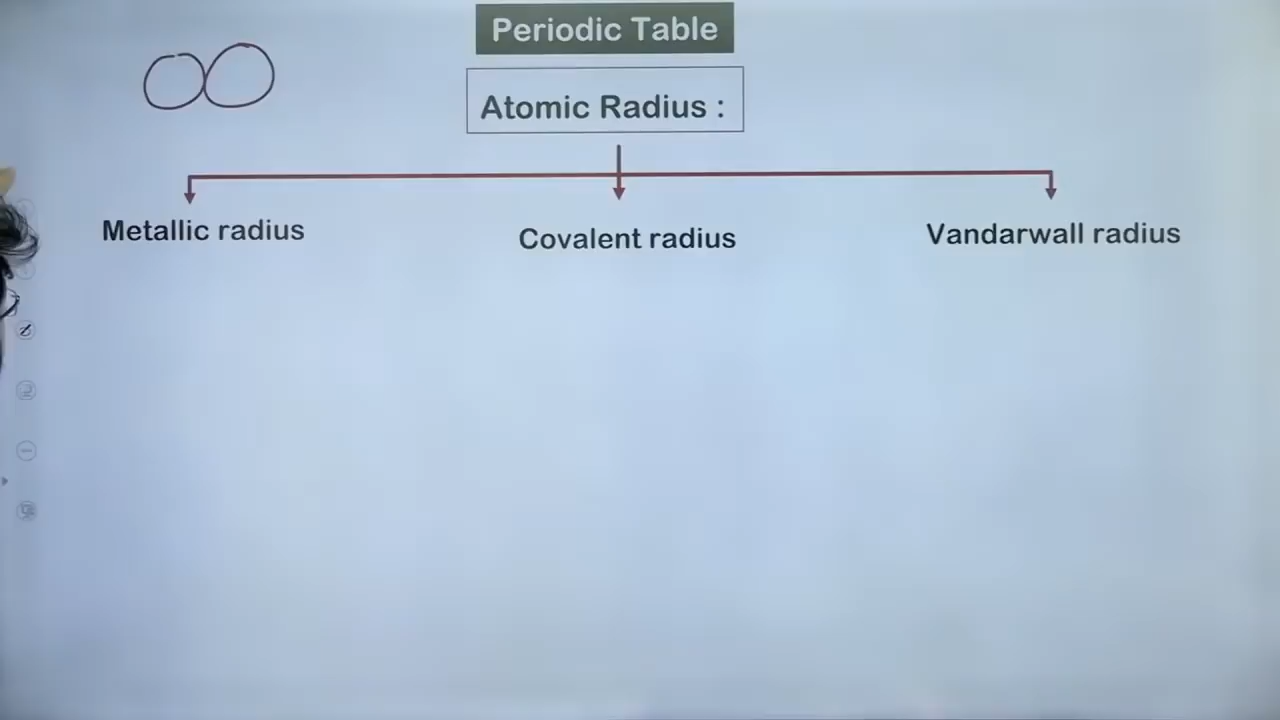 Periodic Table
Atomic Radius :
Metallic radius
Covalent radius
Vandarwall radius